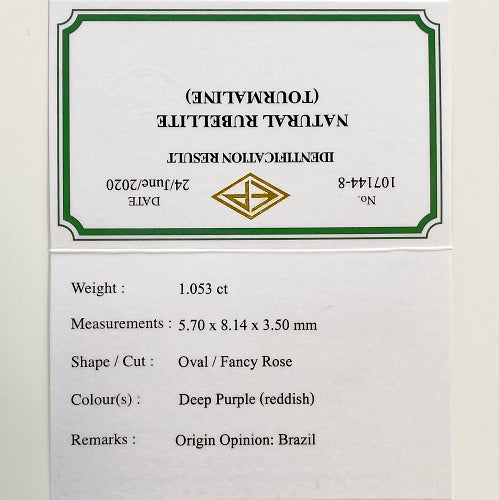 No. 107144-8
DATE 24/June/2020
IDENTIFICATION RESULT
NATURAL RUBELLITE
(TOURMALINE)
Weight : 1.053 ct
Measurements : 5.70 x 8.14 x 3.50 mm
Shape / Cut : Oval / Fancy Rose
Colour(s) : Deep Purple (reddish)
Remarks : Origin Opinion: Brazil